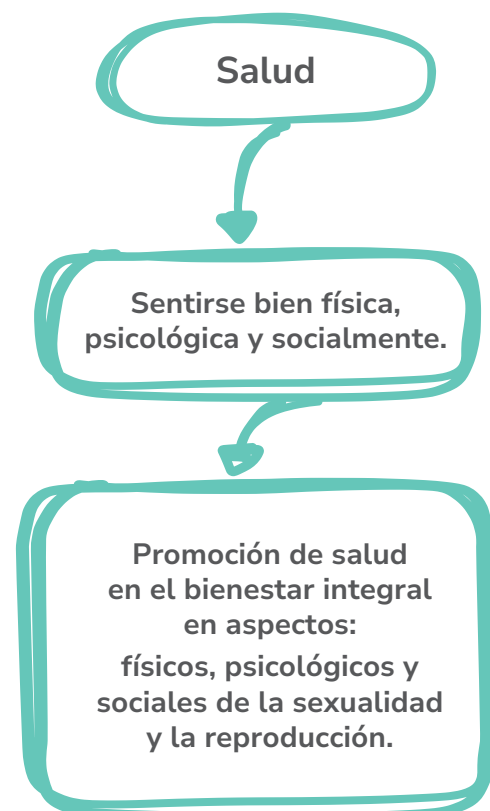 Salud
Sentirse bien física,
psicológica y socialmente.
Promoción de salud
en el bienestar integral
en aspectos:
físicos, psicológicos y
sociales de la sexualidad
y la reproducción.